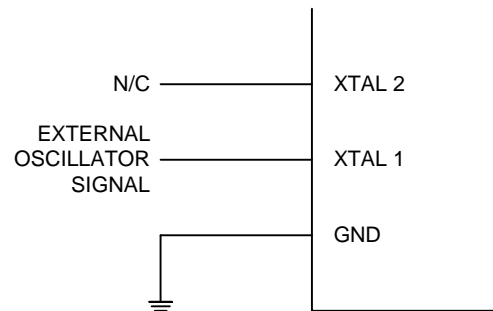 N/C
XTAL 2
EXTERNAL
OSCILLATOR
SIGNAL
XTAL 1
GND